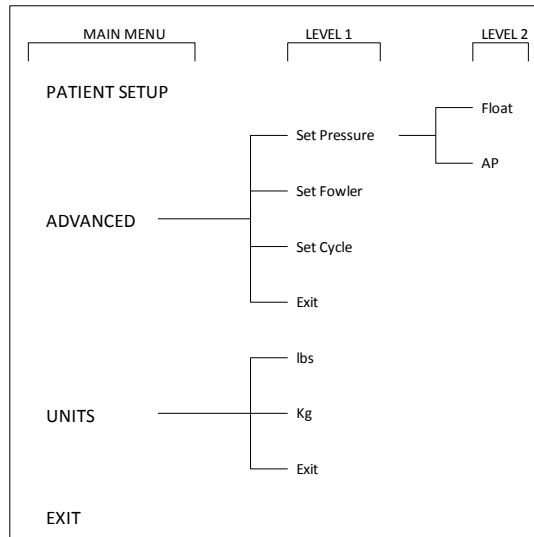 MAIN MENU
LEVEL 1
LEVEL 2
PATIENT SETUP
Float
Set Pressure
AP
Set Fowler
ADVANCED
Set Cycle
Exit
lbs
UNITS
Kg
Exit
EXIT